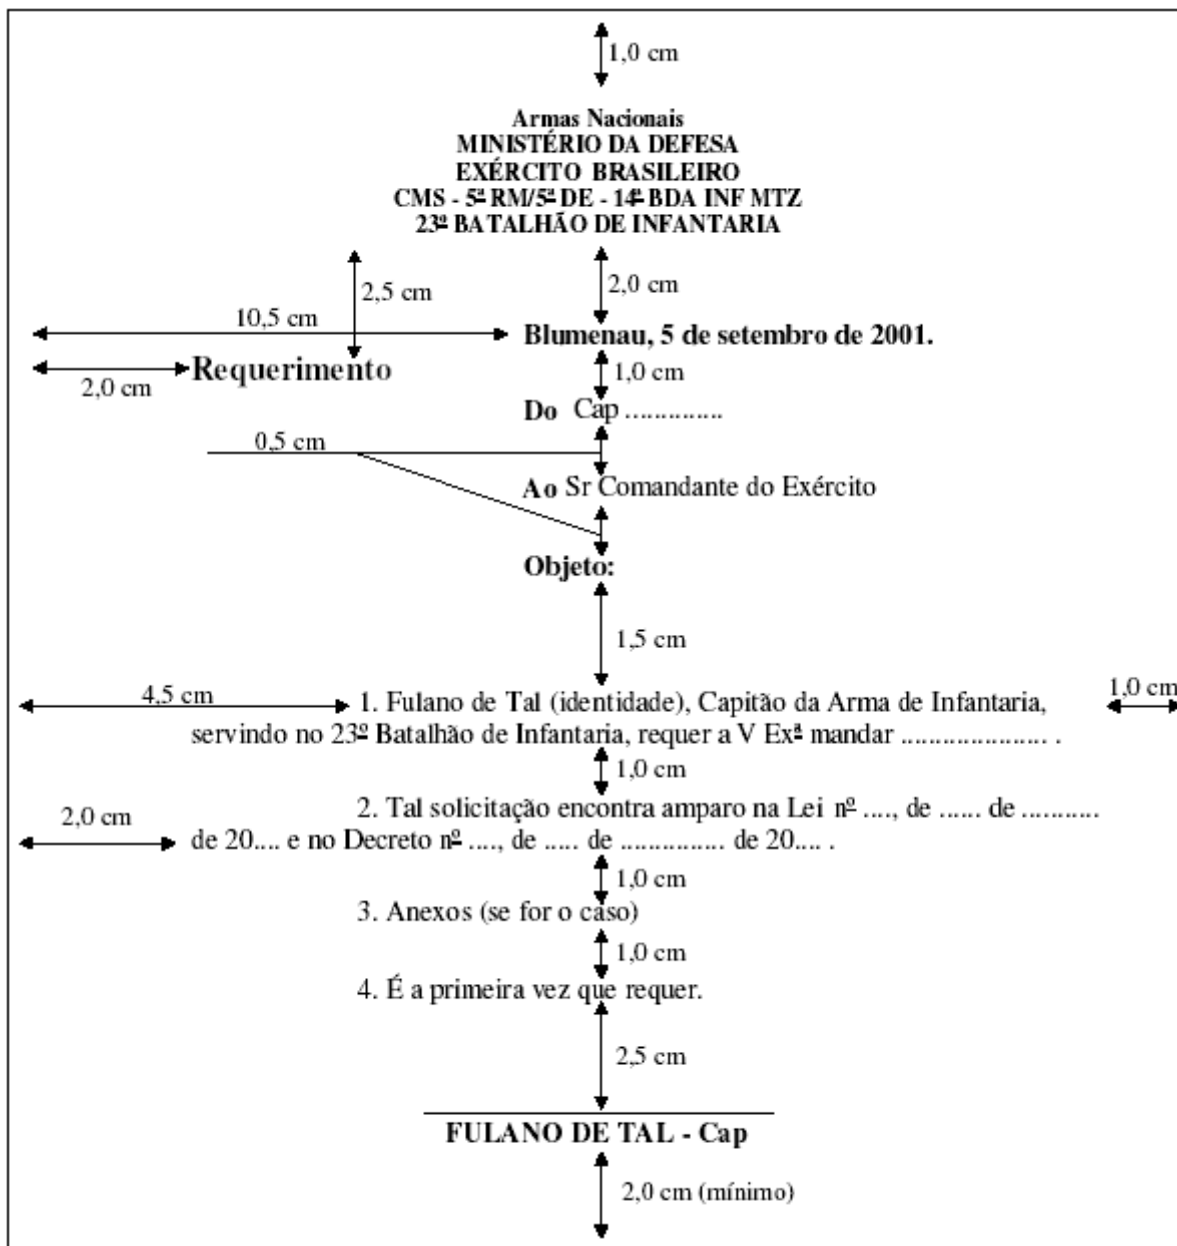 1,0 cm
Armas Nacionais
MINISTÉRIO DA DEFESA
EXÉRCITO BRASILEIRO
CMS - 5ª RM/5ª DE - 14ª BDA INF MTZ
23º BATALHÃO DE INFANTARIA
2,5 cm
2,0 cm
10,5 cm
Blumenau, 5 de setembro de 2001.
Requerimento
2,0 cm
1,0 cm
Do Cap ..............
0,5 cm
Ao Sr Comandante do Exército
Objeto:
1,5 cm
4,5 cm
1. Fulano de Tal (identidade), Capitão da Arma de Infantaria,
1,0 cm
servindo no 23º Batalhão de Infantaria, requer a V Exª mandar ...................... .
1,0 cm
2. Tal solicitação encontra amparo na Lei nº ...., de ...... de ...........
2,0 cm
de 20.... e no Decreto nº ...., de ..... de ............... de 20.... .
1,0 cm
3. Anexos (se for o caso)
1,0 cm
4. É a primeira vez que requer.
2,5 cm
FULANO DE TAL - Cap
2,0 cm (mínimo)